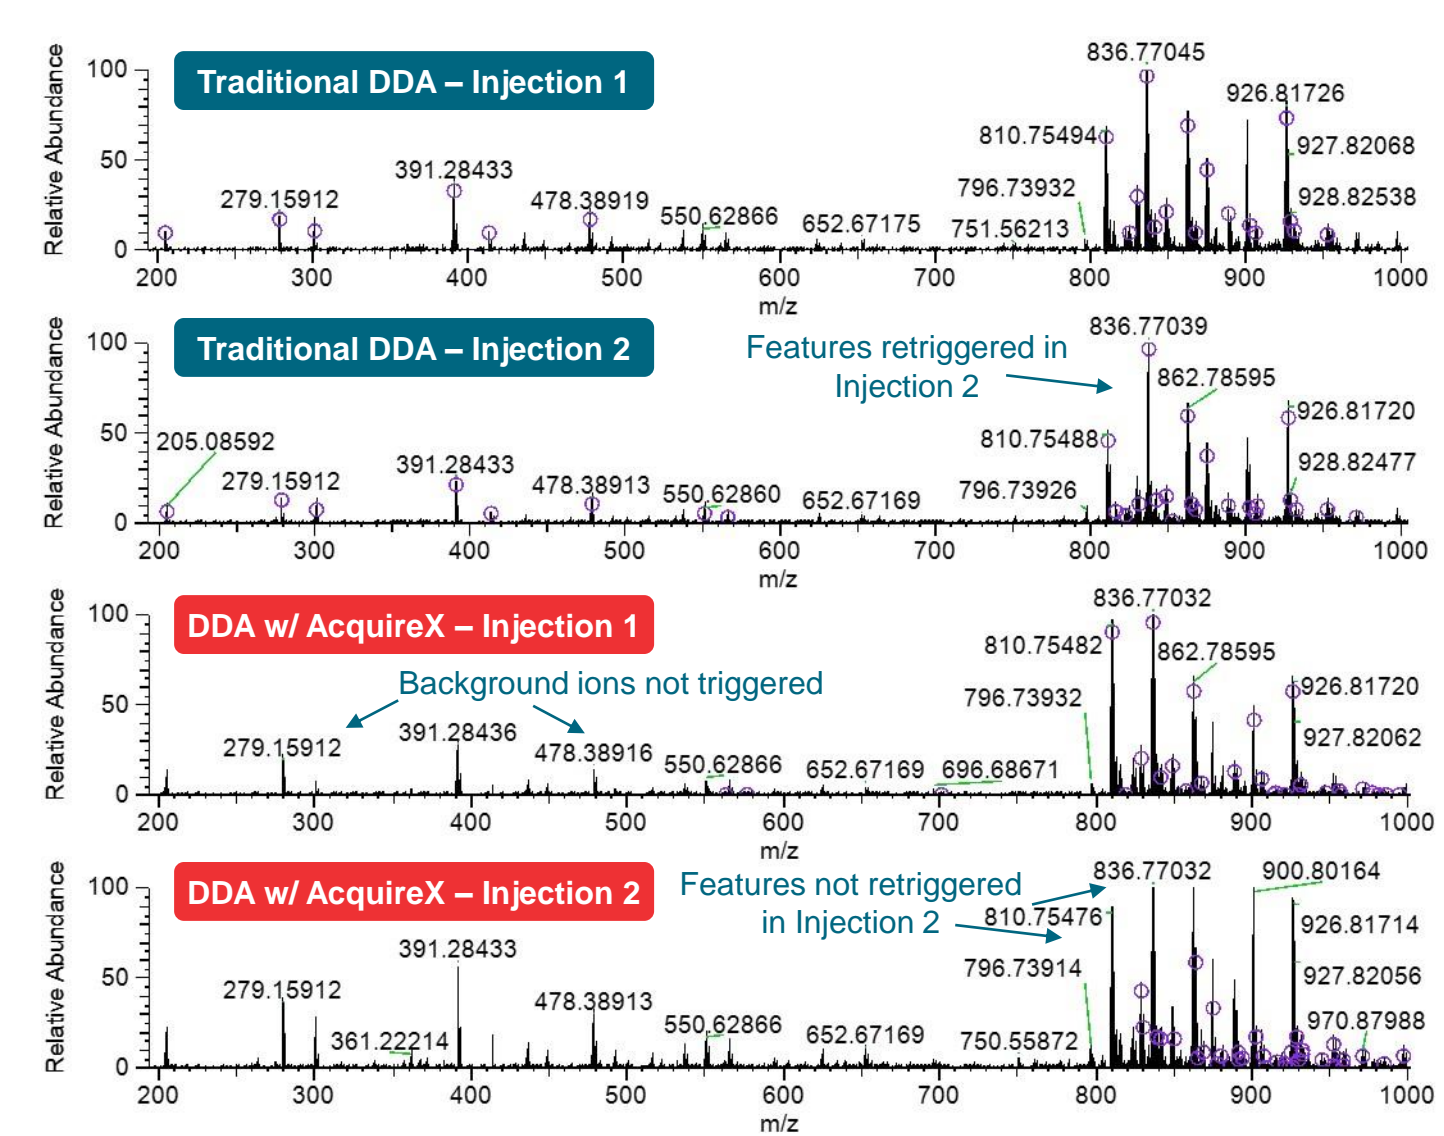 Relative Abundance
100
50
0
Traditional DDA – Injection 1
836.77045
926.81726
810.75494
927.82068
391.28433
796.73932
279.15912
478.38919
928.82538
550.62866
652.67175
751.56213
200 300 400 500 600 700 800 900 1000
m/z
Relative Abundance
100
50
0
Traditional DDA – Injection 2
836.77039
Features retriggered in
Injection 2
862.78595
926.81720
205.08592
810.75488
391.28433
928.82477
279.15912
478.38913
550.62860
652.67169
796.73926
200 300 400 500 600 700 800 900 1000
m/z
Relative Abundance
100
50
0
DDA w/ AcquireX – Injection 1
836.77032
810.75482
862.78595
Background ions not triggered
926.81720
796.73932
279.15912
391.28436
478.38916
927.82062
550.62866
652.67169
696.68671
200 300 400 500 600 700 800 900 1000
m/z
Relative Abundance
100
50
0
DDA w/ AcquireX – Injection 2
Features not retriggered
in Injection 2
836.77032
900.80164
810.75476
926.81714
391.28433
796.73914
927.82056
279.15912
478.38913
550.62866
970.87988
361.22214
652.67169
750.55872
200 300 400 500 600 700 800 900 1000
m/z